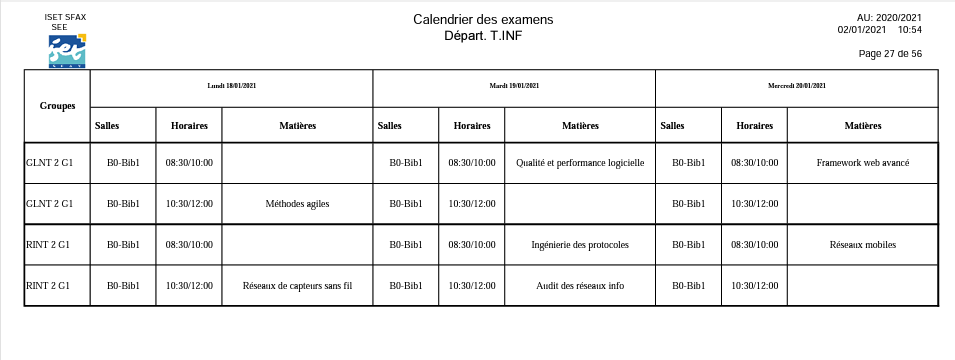 ISET SFAX
SEE
iset
SFAX
Calendrier des examens
Départ. T.INF
AU: 2020/2021
02/01/2021 10:54
Page 27 de 56
Groupes Lundi 18/01/2021 Mardi 19/01/2021 Mercredi 20/01/2021
Salles Horaires Matières Salles Horaires Matières Salles Horaires Matières
GLNT 2 G1 B0-Bib1 08:30/10:00 B0-Bib1 08:30/10:00 Qualité et performance logicielle B0-Bib1 08:30/10:00 Framework web avancé
GLNT 2 G1 B0-Bib1 10:30/12:00 Méthodes agiles B0-Bib1 10:30/12:00 B0-Bib1 10:30/12:00
RINT 2 G1 B0-Bib1 08:30/10:00 B0-Bib1 08:30/10:00 Ingénierie des protocoles B0-Bib1 08:30/10:00 Réseaux mobiles
RINT 2 G1 B0-Bib1 10:30/12:00 Réseaux de capteurs sans fil B0-Bib1 10:30/12:00 Audit des réseaux info B0-Bib1 10:30/12:00